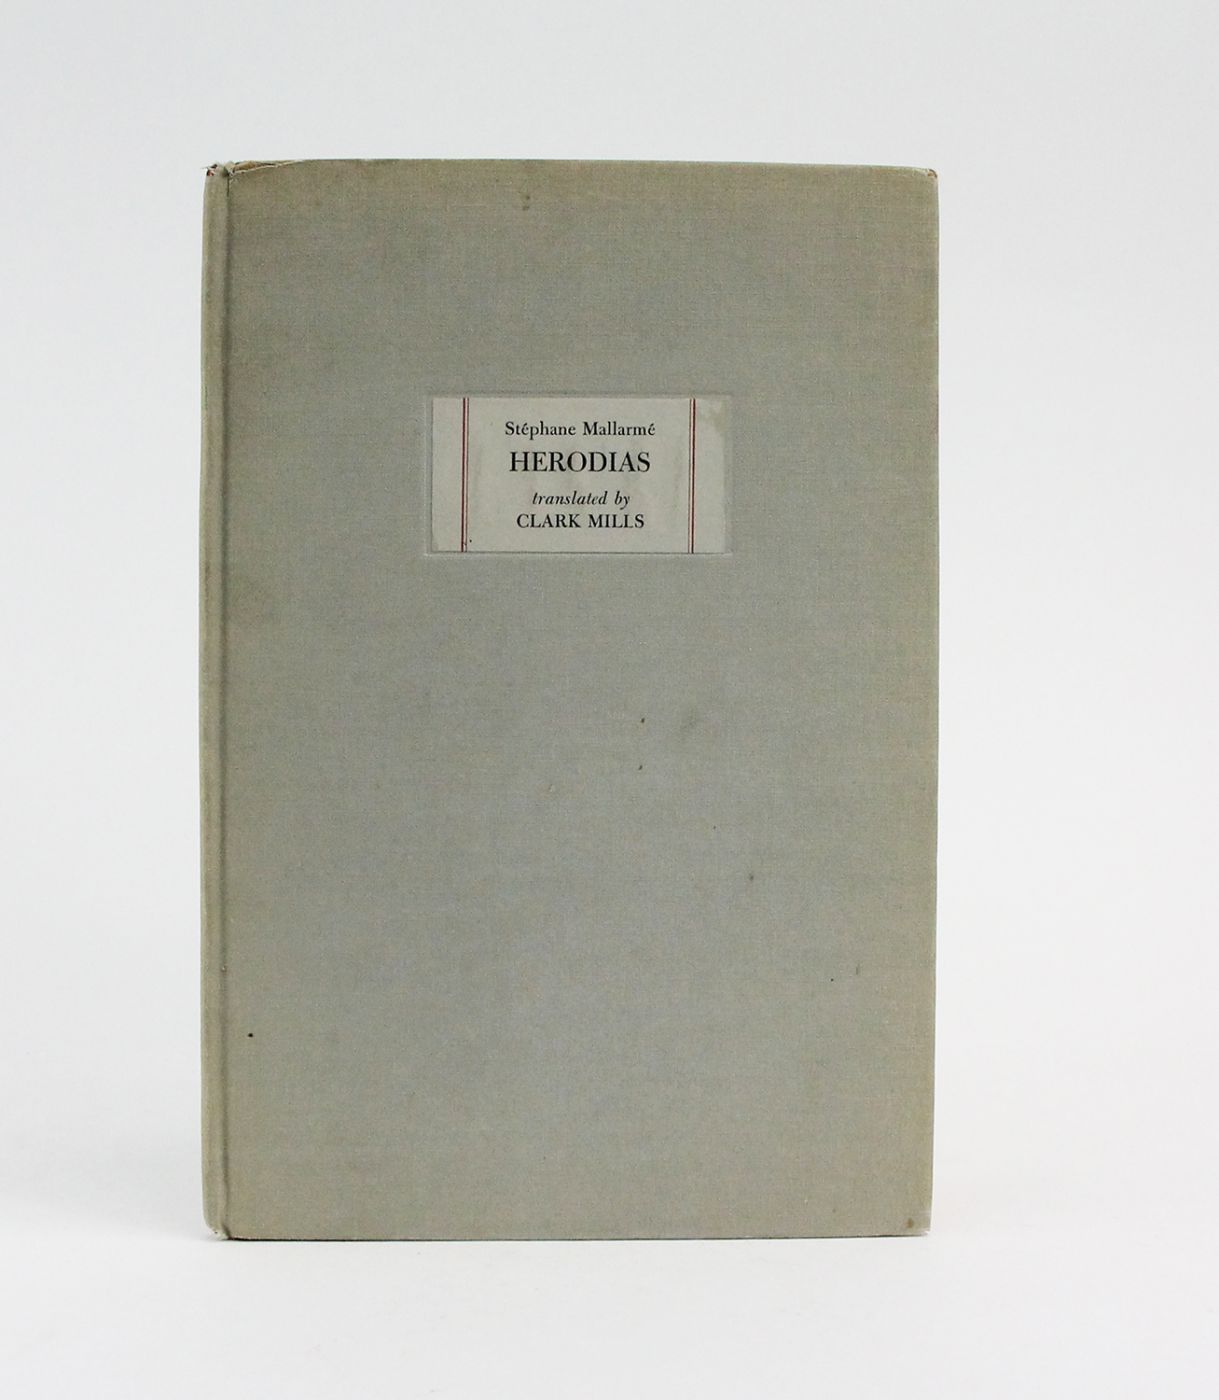 Stéphane Mallarmé
HERODIAS
translated by
CLARK MILLS